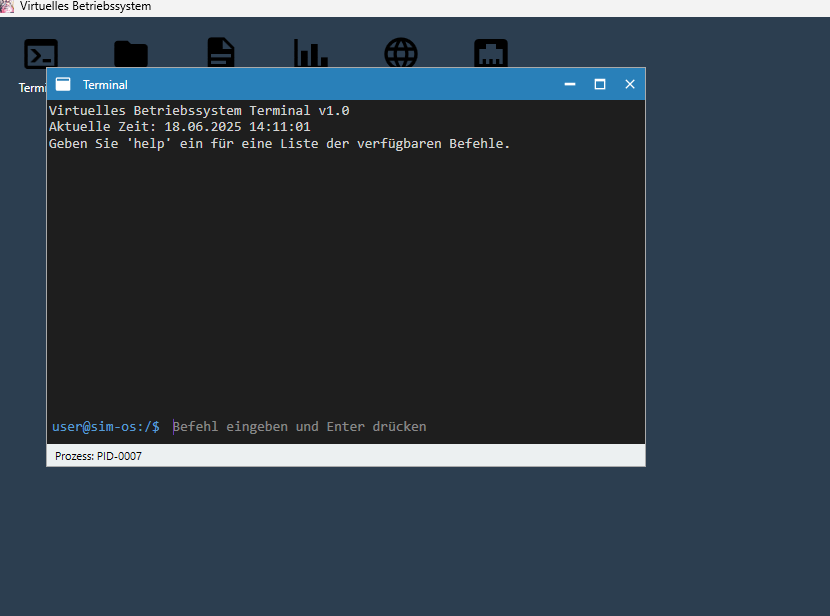 Virtuelles Betriebssystem
Termi
Terminal
Virtuelles Betriebssystem Terminal v1.0
Aktuelle Zeit: 18.06.2025 14:11:01
Geben Sie 'help' ein für eine Liste der verfügbaren Befehle.
user@sim-os:/$ Befehl eingeben und Enter drücken
Prozess: PID-0007